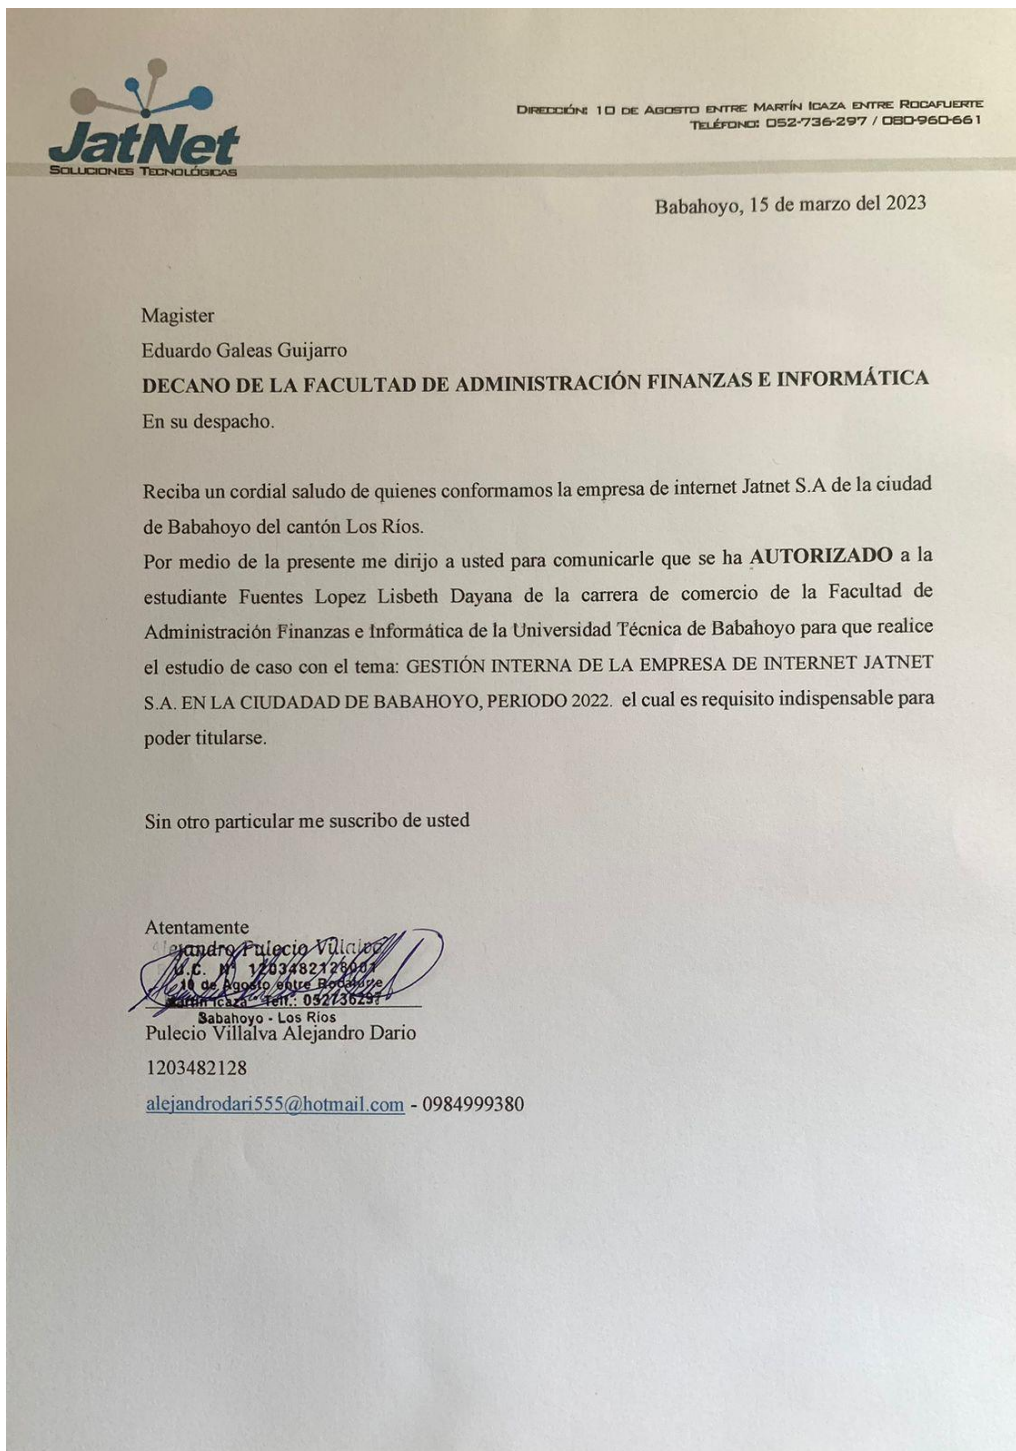 JatNet
SOLUCIONES TECNOLÓGICAS
DIRECCIÓN: 10 DE AGOSTO ENTRE MARTÍN ICAZA ENTRE ROCAFUERTE
TELÉFONO: 052-736-297 / 080-960-661
Babahoyo, 15 de marzo del 2023
Magister
Eduardo Galeas Guijarro
DECANO DE LA FACULTAD DE ADMINISTRACIÓN FINANZAS E INFORMÁTICA
En su despacho.
Reciba un cordial saludo de quienes conformamos la empresa de internet Jatnet S.A de la ciudad
de Babahoyo del cantón Los Ríos.
Por medio de la presente me dirijo a usted para comunicarle que se ha AUTORIZADO a la
estudiante Fuentes Lopez Lisbeth Dayana de la carrera de comercio de la Facultad de
Administración Finanzas e Informática de la Universidad Técnica de Babahoyo para que realice
el estudio de caso con el tema: GESTIÓN INTERNA DE LA EMPRESA DE INTERNET JATNET
S.A. EN LA CIUDADAD DE BABAHOYO, PERIODO 2022. el cual es requisito indispensable para
poder titularse.
Sin otro particular me suscribo de usted
Atentamente
Alejandro Pulecio Villalva
U.C. Nº 1203482128001
10 de Agosto entre Rocafurte
Martin Icaza Telf.: 052736297
Babahoyo - Los Ríos
Pulecio Villalva Alejandro Dario
1203482128
alejandrodari555@hotmail.com - 0984999380